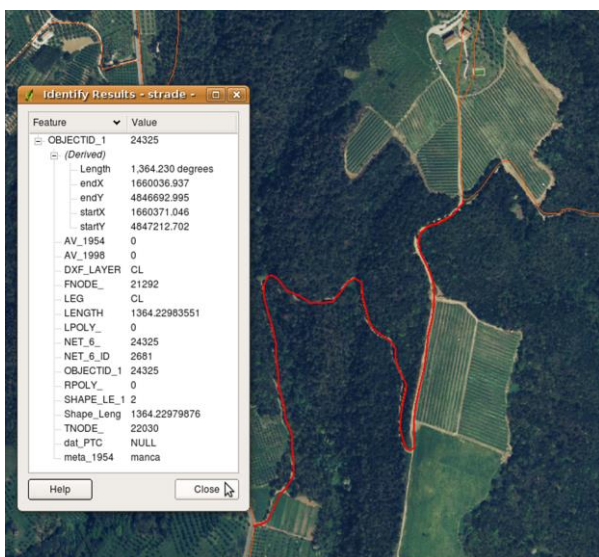 Identify Results - strade -
Feature Value
OBJECTID_1 24325
(Derived)
Length 1,364.230 degrees
endX 1660036.937
endY 4846692.995
startX 1660371.046
startY 4847212.702
AV_1954 0
AV_1998 0
DXF_LAYER CL
FNODE_ 21292
LEG CL
LENGTH 1364.22983551
LPOLY_ 0
NET_6_ 24325
NET_6_ID 2681
OBJECTID_1 24325
RPOLY_ 0
SHAPE_LE_1 2
Shape_Leng 1364.22979876
TNODE_ 22030
dat_PTC NULL
meta_1954 manca
Help Close